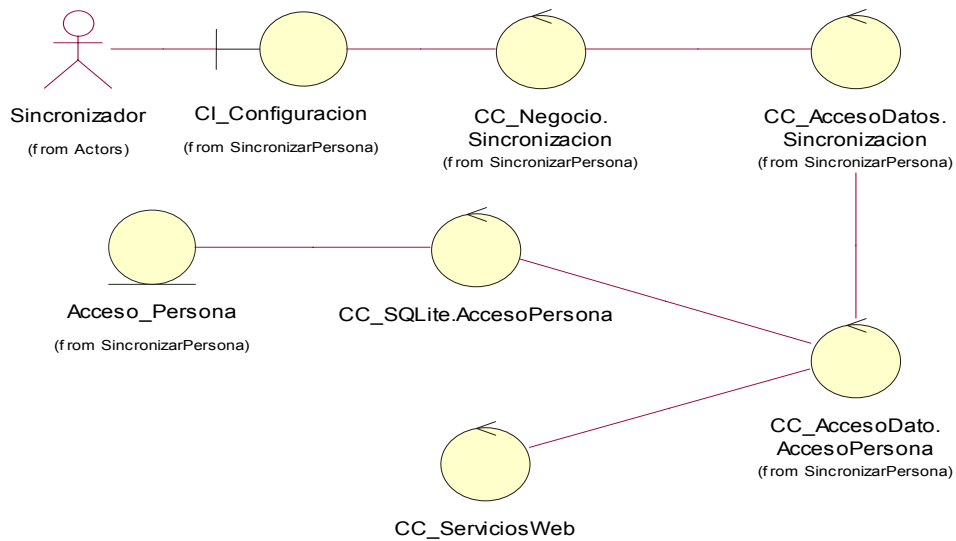 Sincronizador
(from Actors)
CI_Configuracion
(from SincronizarPersona)
CC_Negocio.
Sincronizacion
(from SincronizarPersona)
CC_AccesoDatos.
Sincronizacion
(from SincronizarPersona)
Acceso_Persona
(from SincronizarPersona)
CC_SQLite.AccesoPersona
CC_AccesoDato.
AccesoPersona
(from SincronizarPersona)
CC_ServiciosWeb